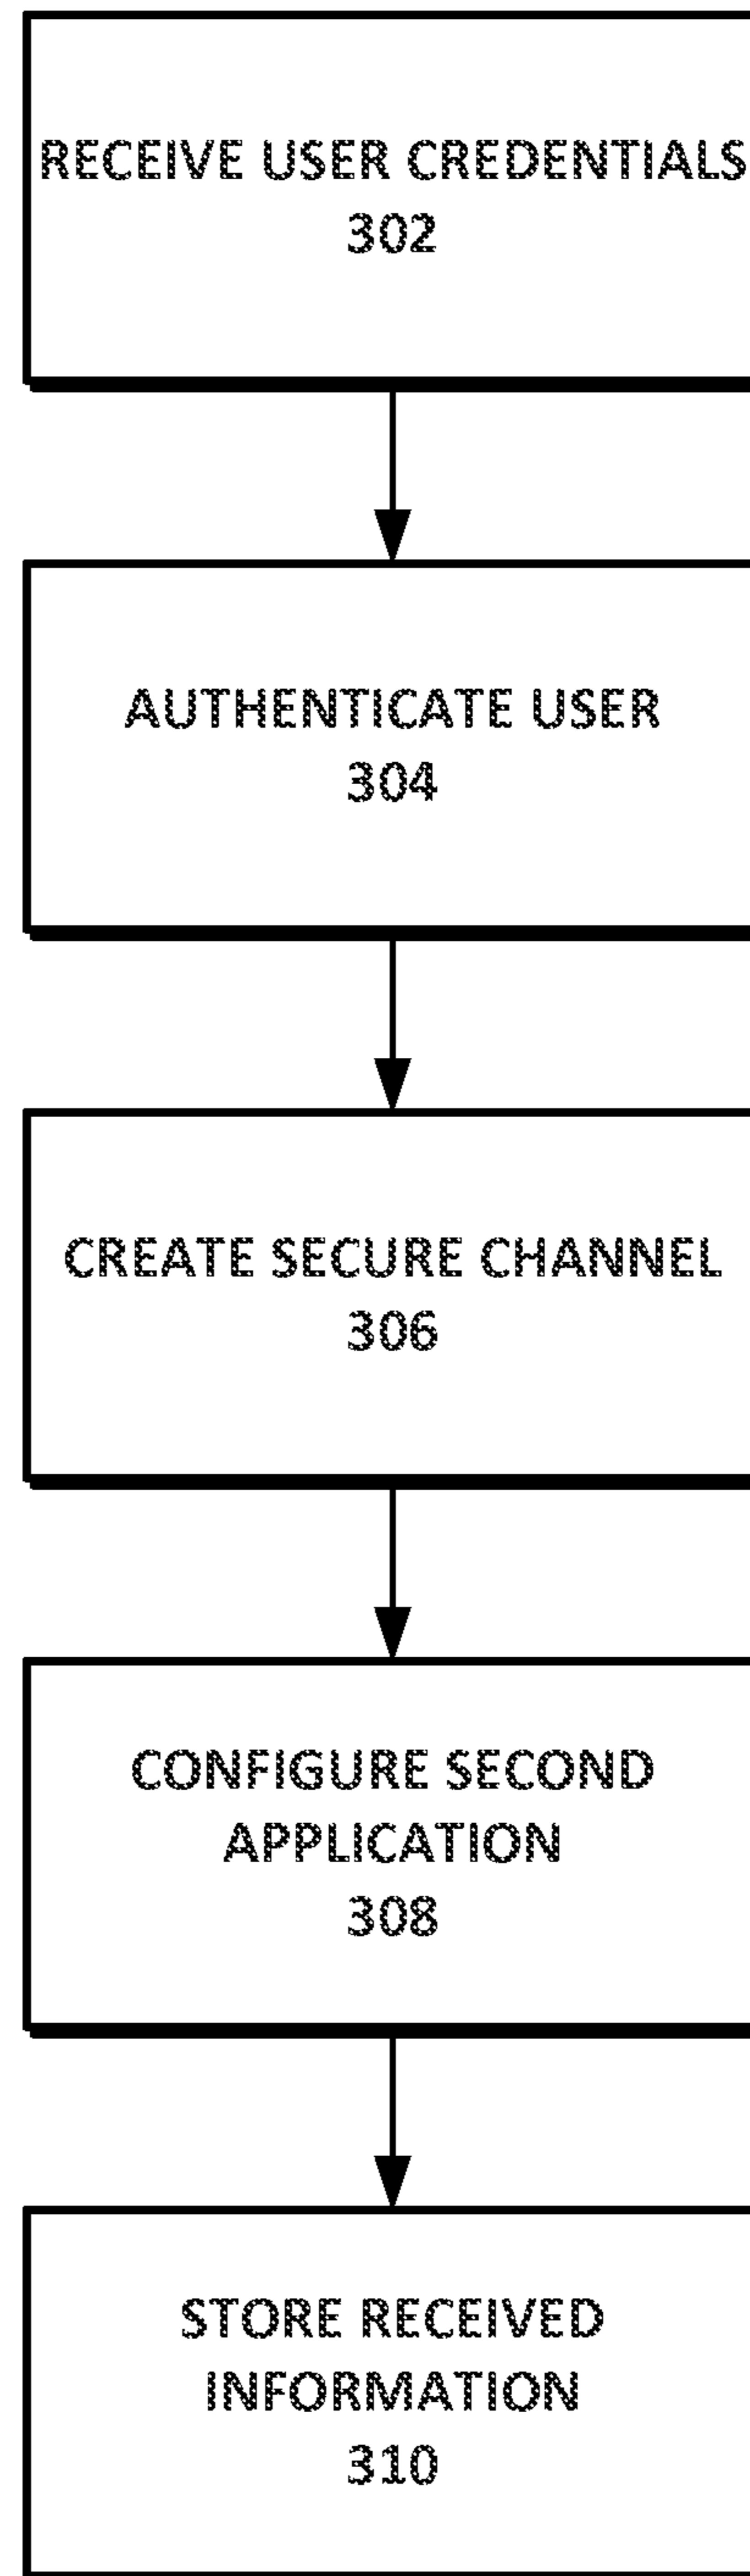 RECEIVE USER CREDENTIALS
302
AUTHENTICATE USER
304
CREATE SECURE CHANNEL
306
CONFIGURE SECOND
APPLICATION
308
STORE RECEIVED
INFORMATION
310